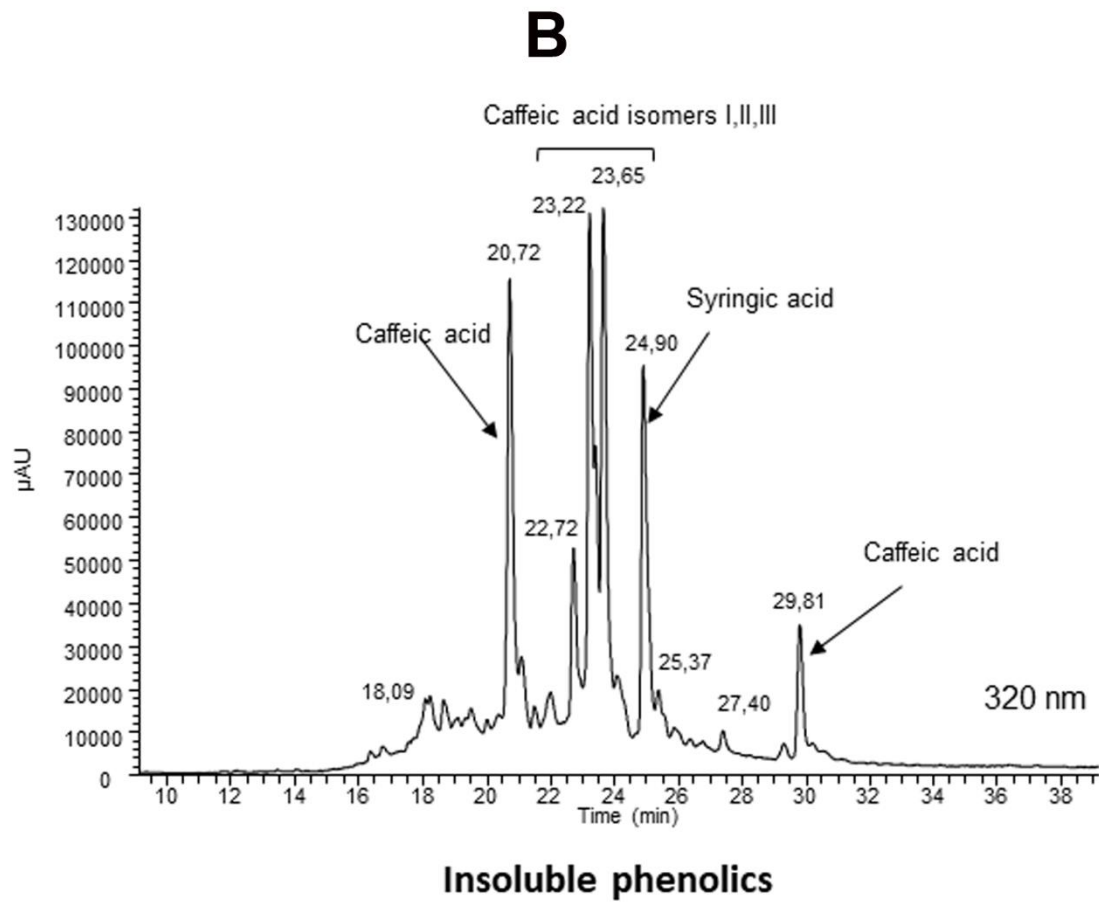 B
Caffeic acid isomers I,II,III
23,65
23,22
20,72
Syringic acid
Caffeic acid
24,90
22,72
Caffeic acid
29,81
25,37
18,09
27,40
320 nm
µAU
130000
120000
110000
100000
90000
80000
70000
60000
50000
40000
30000
20000
10000
0
10 12 14 16 18 20 22 24 26 28 30 32 34 36 38
Time (min)
Insoluble phenolics